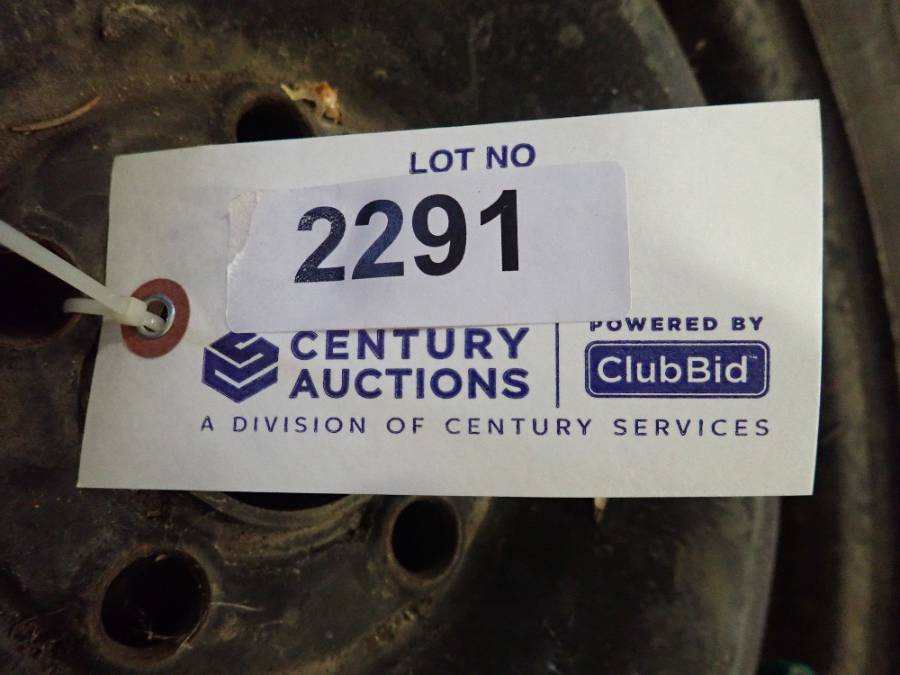 LOT NO
2291
CENTURY
AUCTIONS
POWERED BY
ClubBid™
A DIVISION OF CENTURY SERVICES